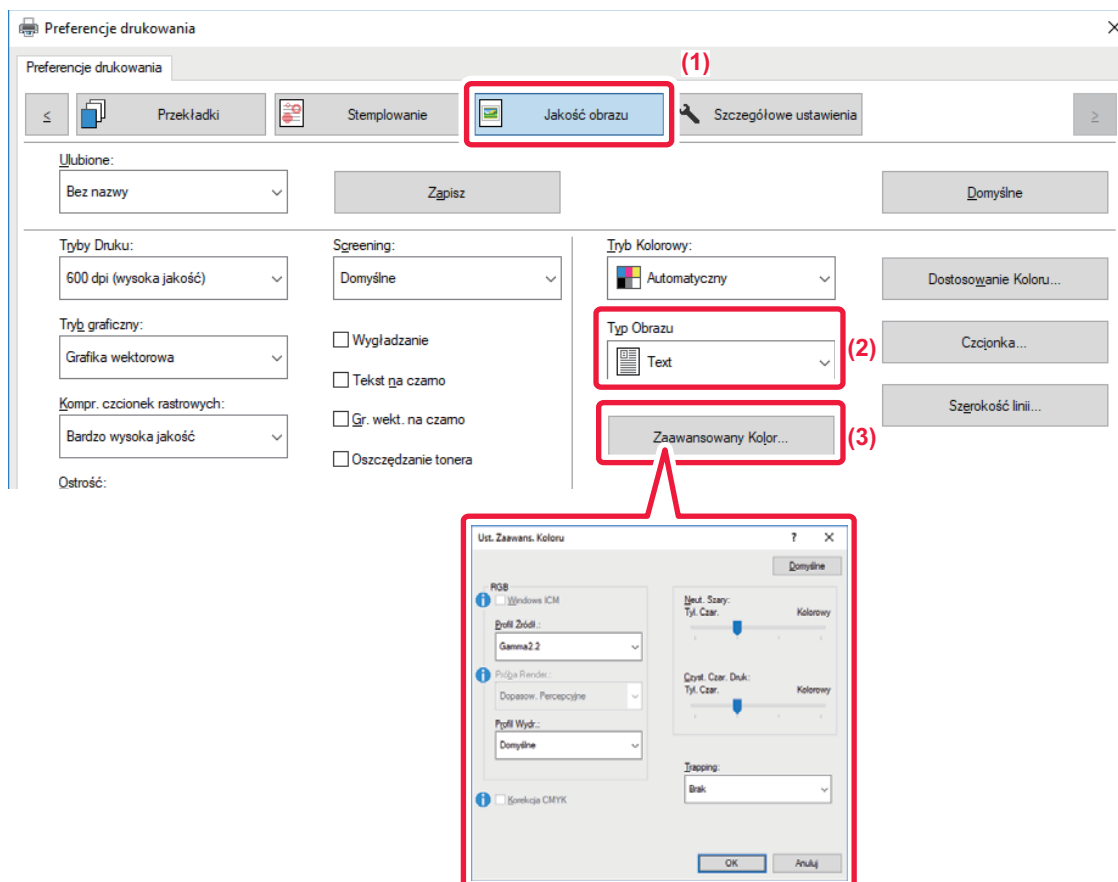 Preferencje drukowania
Preferencje drukowania
(1)
<
Przekładki
Stemplowanie
Jakość obrazu
Szczegółowe ustawienia
>
Ulubione:
Bez nazwy
Zapisz
Domyślne
Tryby Druku:
600 dpi (wysoka jakość)
Screening:
Domyślne
Tryb Kolorowy:
Automatyczny
Dostosowanie Koloru...
Tryb graficzny:
Grafika wektorowa
Wygładzanie
Tekst na czarno
Typ Obrazu
Text
(2)
Czcionka...
Kompr. czcionek rastrowych:
Bardzo wysoka jakość
Gr. wekt. na czarno
Oszczędzanie tonera
Zaawansowany Kolor...
(3)
Szerokość linii...
Ostrość:
Ust. Zaawans. Koloru
?
Domyślne
RGB
Windows ICM
Profil Źródł.:
Gamma2.2
Próba Render.:
Dopasow. Percepcyjne
Profil Wydr.:
Domyślne
Korekcja CMYK
Neut. Szary:
Tyl. Czar. Kolorowy
Czyst. Czar. Druk:
Tyl. Czar. Kolorowy
Trapping:
Brak
OK
Anuluj